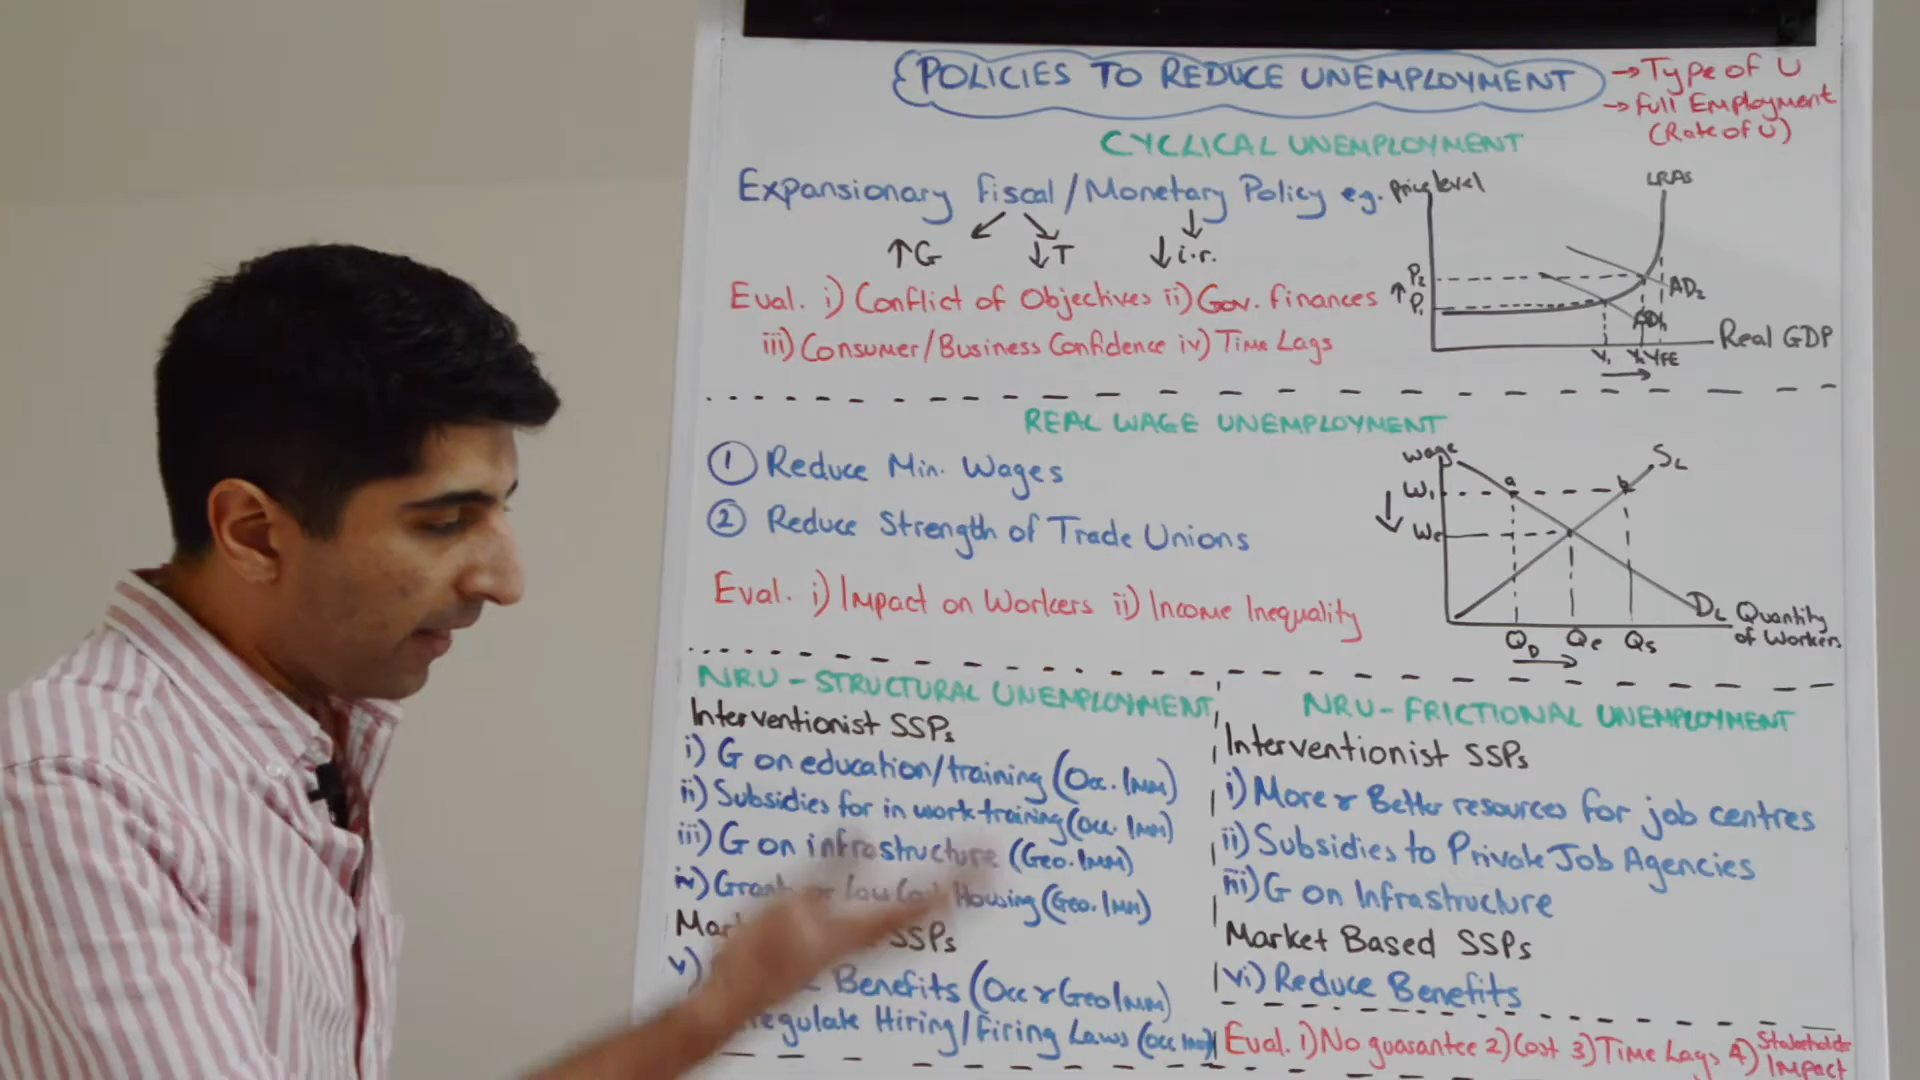 POLICIES TO REDUCE UNEMPLOYMENT
→ Type of U
→ Full Employment
(Rate of U)
CYCLICAL UNEMPLOYMENT
Expansionary Fiscal / Monetary Policy eg.
↑G ↓T ↓i.r.
Eval. i) Conflict of Objectives ii) Gov. Finances
iii) Consumer/Business Confidence iv) Time Lags
Price level
LRAS
P2
↑ P1
AD2
AD1
Real GDP
Y1 Y2 YFE
REAL WAGE UNEMPLOYMENT
① Reduce Min. Wages
② Reduce Strength of Trade Unions
Eval. i) Impact on Workers ii) Income Inequality
Wage
SL
a b
W1
We
DL
Quantity
of Workers
QD Qe Qs
NRU - STRUCTURAL UNEMPLOYMENT
Interventionist SSPs
i) G on education/training (Occ. Imm)
ii) Subsidies for in work training (Occ. Imm)
iii) G on infrastructure (Geo. Imm)
iv) Low Housing (Geo. Imm)
SSPs
v) Benefits (Occ & Geo Imm)
Hiring/Firing Laws (Occ Imm)
NRU - FRICTIONAL UNEMPLOYMENT
Interventionist SSPs
i) More & Better resources for job centres
ii) Subsidies to Private Job Agencies
iii) G on Infrastructure
Market Based SSPs
vi) Reduce Benefits
Eval. 1) No guarantee 2) Cost 3) Time Lags 4) Stakeholder
Impact